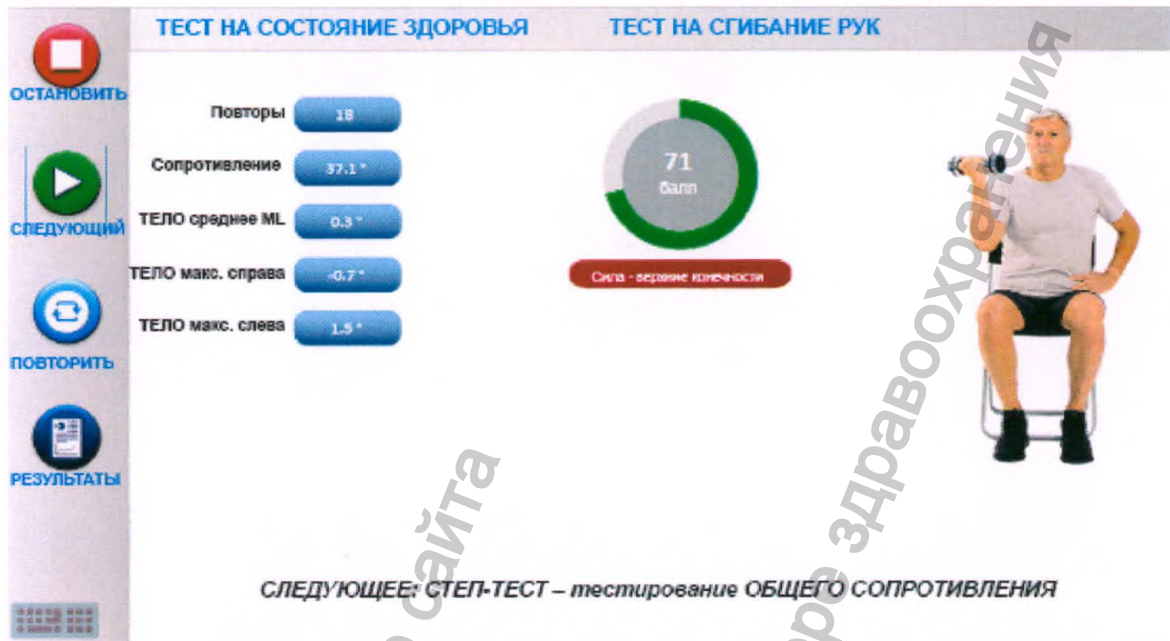 ТЕСТ НА СОСТОЯНИЕ ЗДОРОВЬЯ
ТЕСТ НА СГИБАНИЕ РУК
ОСТАНОВИТЬ
СЛЕДУЮЩИЙ
ПОВТОРИТЬ
РЕЗУЛЬТАТЫ
Повторы 18
Сопротивление 37.1 °
ТЕЛО среднее ML 0.3 °
ТЕЛО макс. справа -0.7 °
ТЕЛО макс. слева 1.5 °
71
балл
Сила - верхние конечности
СЛЕДУЮЩЕЕ: СТЕП-ТЕСТ – тестирование ОБЩЕГО СОПРОТИВЛЕНИЯ
сайта
здравоохранения